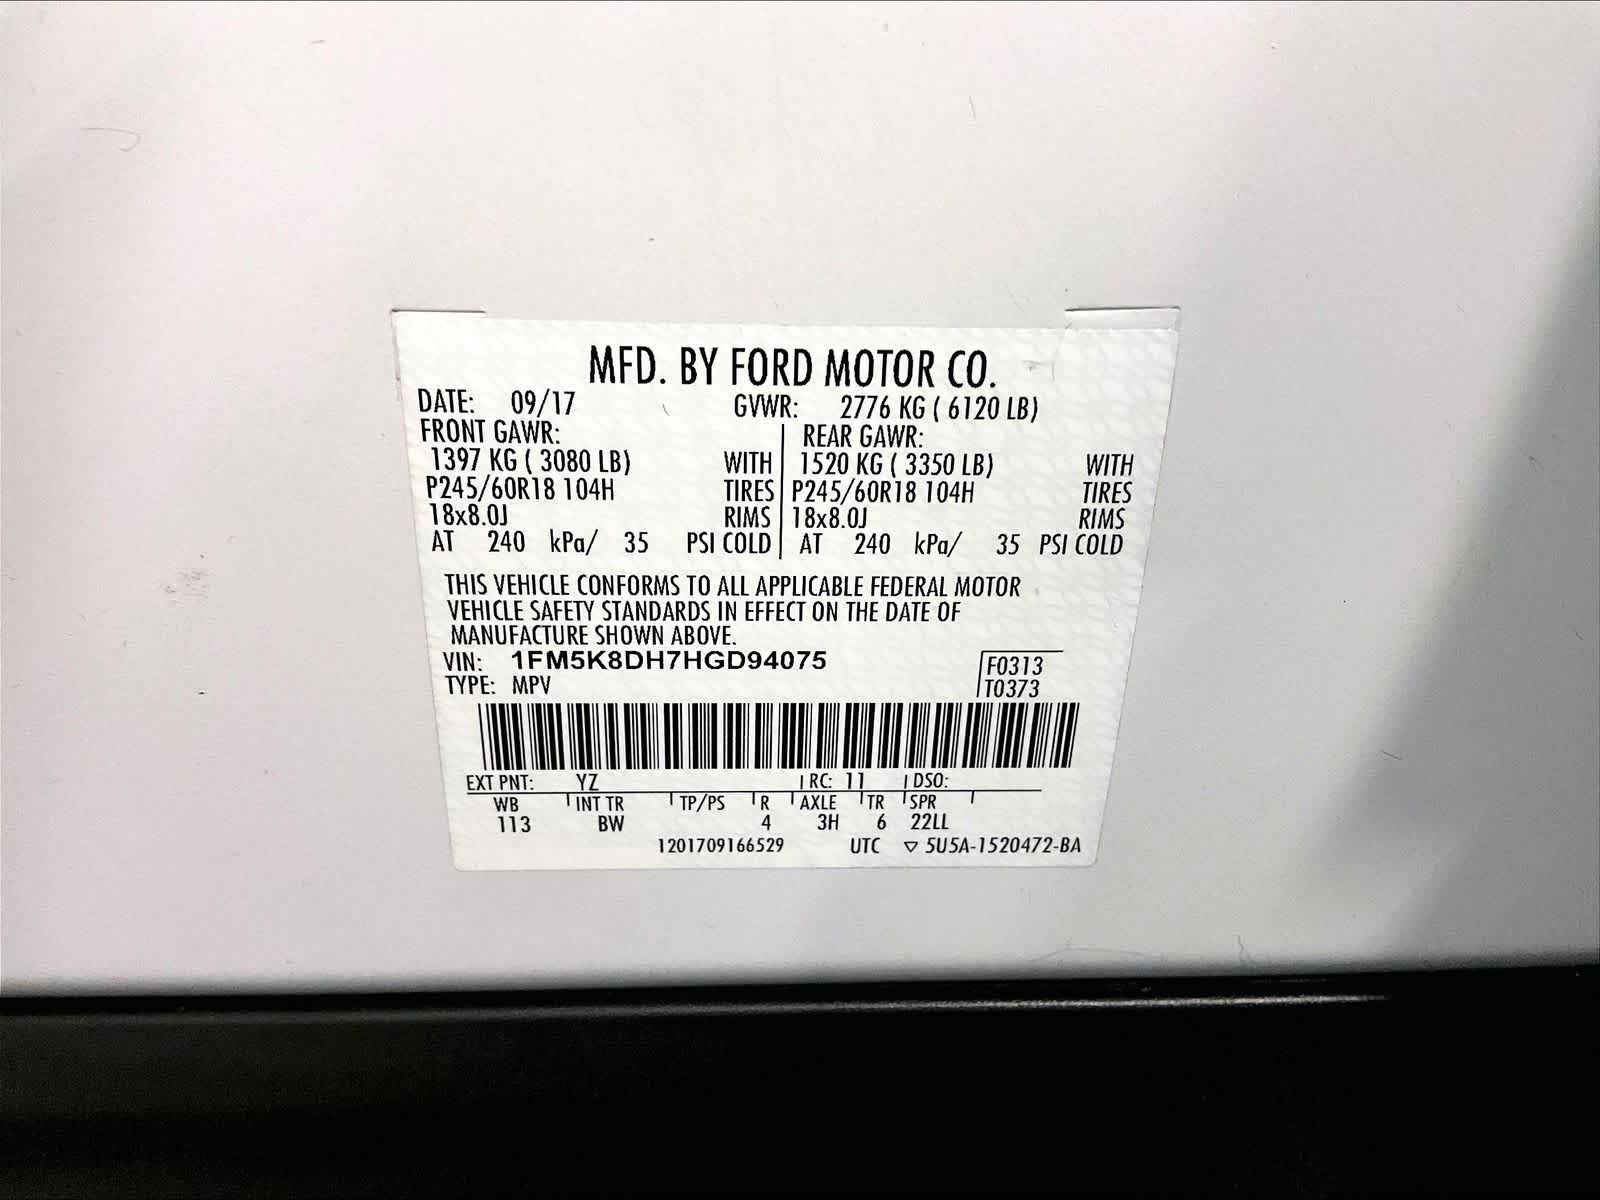 MFD. BY FORD MOTOR CO.
DATE: 09/17 GVWR: 2776 KG ( 6120 LB)
FRONT GAWR: REAR GAWR:
1397 KG ( 3080 LB) WITH 1520 KG ( 3350 LB) WITH
P245/60R18 104H TIRES P245/60R18 104H TIRES
18x8.0J RIMS 18x8.0J RIMS
AT 240 kPa/ 35 PSI COLD AT 240 kPa/ 35 PSI COLD
THIS VEHICLE CONFORMS TO ALL APPLICABLE FEDERAL MOTOR
VEHICLE SAFETY STANDARDS IN EFFECT ON THE DATE OF
MANUFACTURE SHOWN ABOVE.
VIN: 1FM5K8DH7HGD94075 F0313
TYPE: MPV T0373
EXT PNT: YZ RC: 11 DSO:
WB INT TR TP/PS R AXLE TR SPR
113 BW 4 3H 6 22LL
1201709166529 UTC ▽ 5U5A-1520472-BA